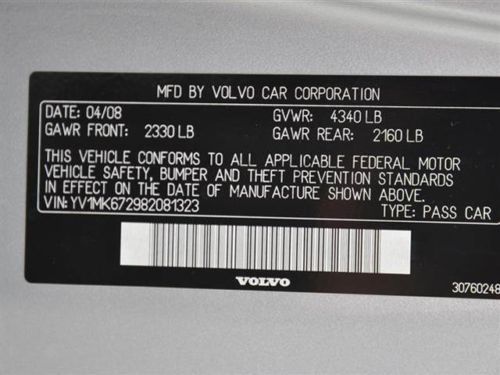 MFD BY VOLVO CAR CORPORATION
DATE: 04/08 GVWR: 4340 LB
GAWR FRONT: 2330 LB GAWR REAR: 2160 LB
THIS VEHICLE CONFORMS TO ALL APPLICABLE FEDERAL MOTOR
VEHICLE SAFETY, BUMPER AND THEFT PREVENTION STANDARDS
IN EFFECT ON THE DATE OF MANUFACTURE SHOWN ABOVE.
VIN: YV1MK672982081323 TYPE: PASS CAR
VOLVO 30760248